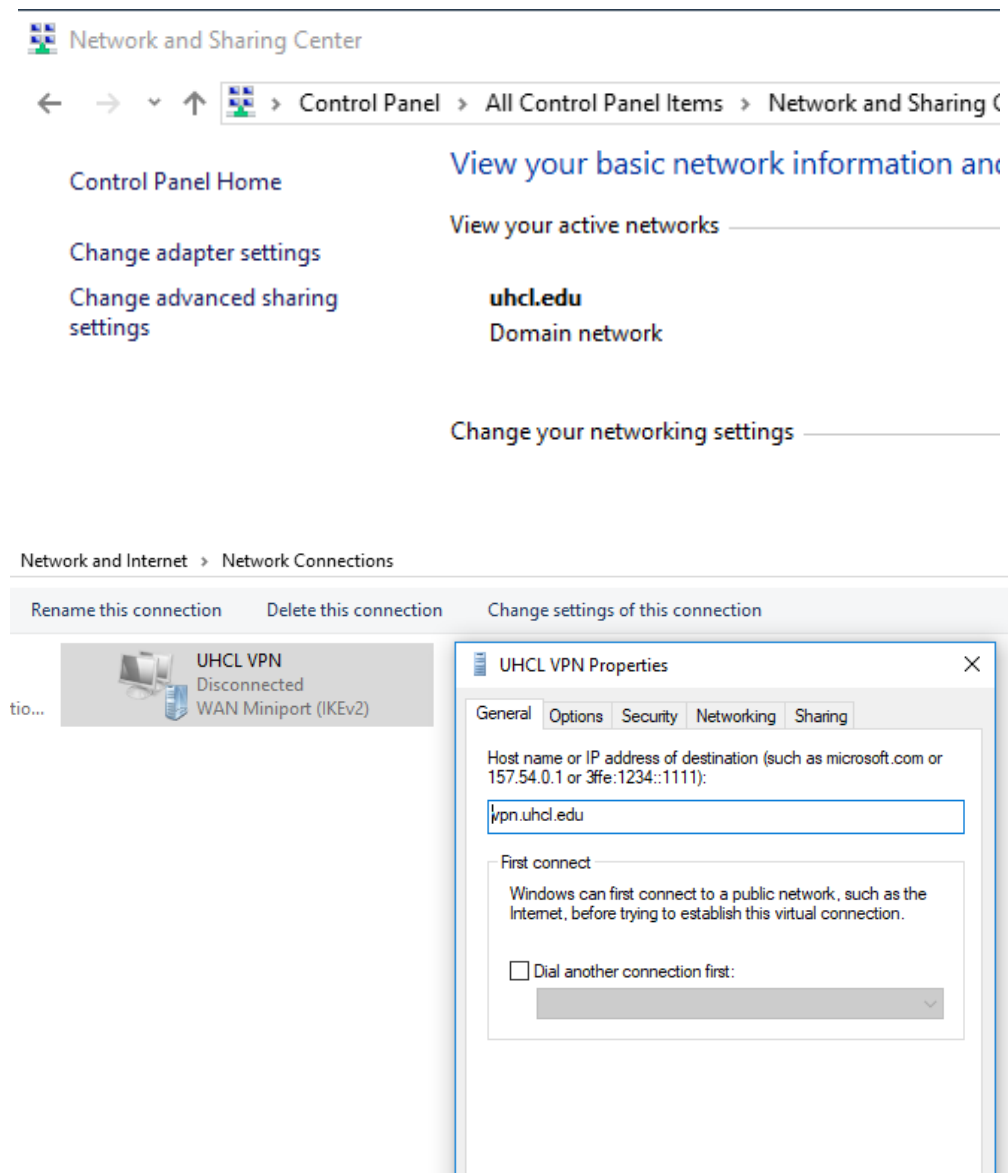 Network and Sharing Center
Control Panel > All Control Panel Items > Network and Sharing
Control Panel Home
Change adapter settings
Change advanced sharing
settings
View your basic network information
View your active networks
uhcl.edu
Domain network
Change your networking settings
Network and Internet > Network Connections
Rename this connection Delete this connection Change settings of this connection
tio...
UHCL VPN
Disconnected
WAN Miniport (IKEv2)
UHCL VPN Properties
General Options Security Networking Sharing
Host name or IP address of destination (such as microsoft.com or
157.54.0.1 or 3ffe:1234::1111):
vpn.uhcl.edu
First connect
Windows can first connect to a public network, such as the
Internet, before trying to establish this virtual connection.
Dial another connection first: